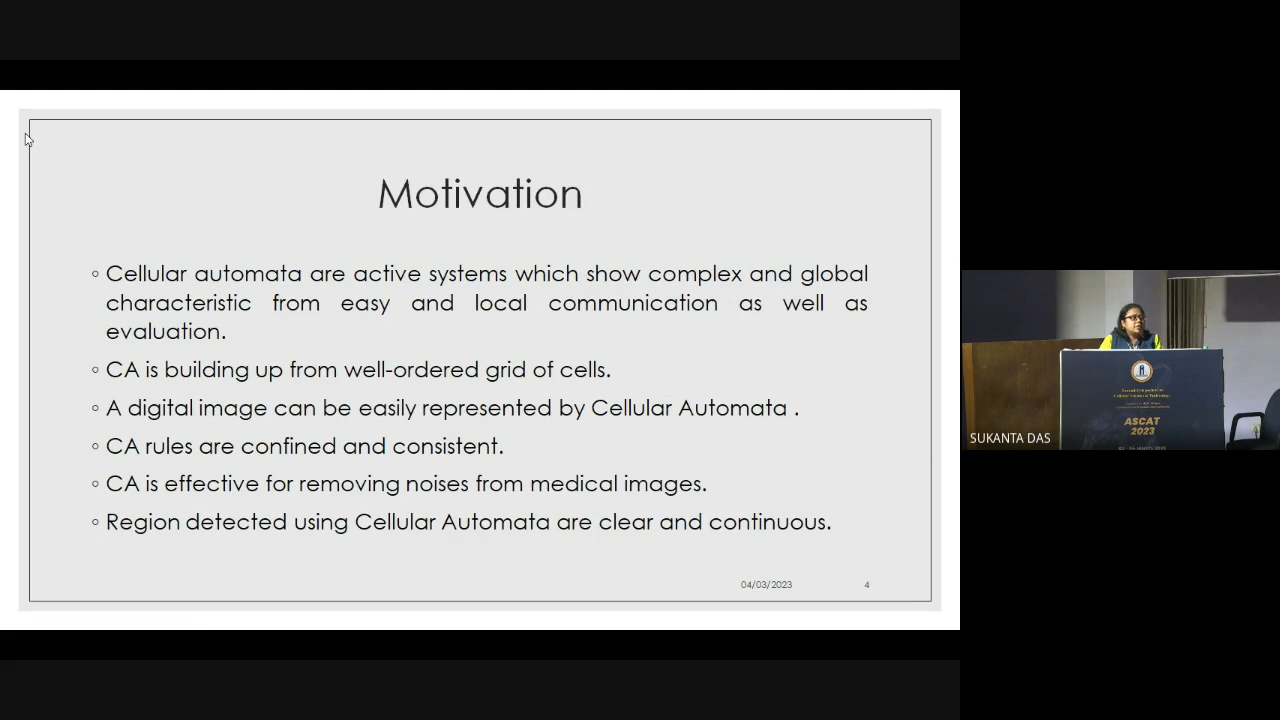 Motivation
◦ Cellular automata are active systems which show complex and global
characteristic from easy and local communication as well as
evaluation.
◦ CA is building up from well-ordered grid of cells.
◦ A digital image can be easily represented by Cellular Automata .
◦ CA rules are confined and consistent.
◦ CA is effective for removing noises from medical images.
◦ Region detected using Cellular Automata are clear and continuous.
04/03/2023
4
ASCAT
2023
SUKANTA DAS